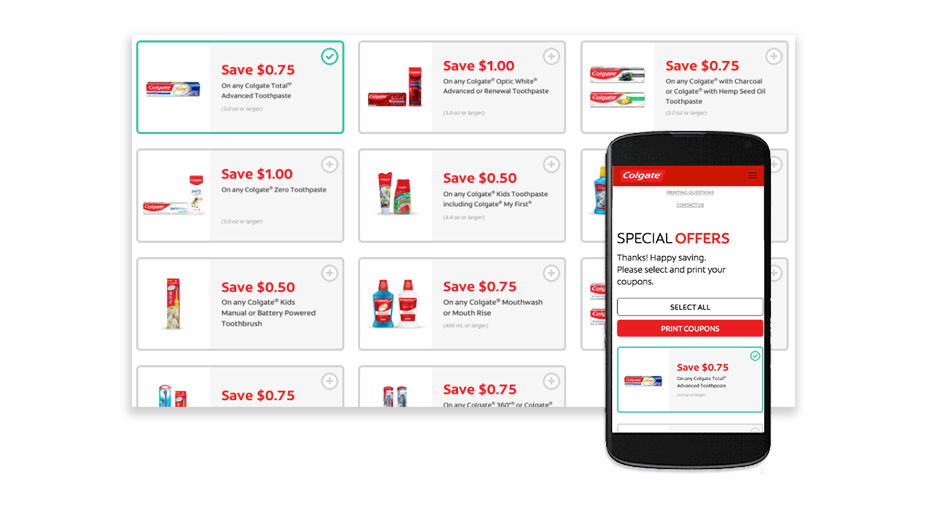 Save $0.75
On any Colgate Total®
Advanced Toothpaste
(3.0 oz or larger)
Save $1.00
On any Colgate® Optic White®
Advanced or Renewal Toothpaste
(3.0 oz or larger)
Save $0.75
On any Colgate® with Charcoal
or Colgate® with Hemp Seed Oil
Toothpaste
(3.0 oz or larger)
Colgate
Colgate
Save $1.00
On any Colgate® Zero Toothpaste
(3.0 oz or larger)
Save $0.50
On any Colgate® Kids Toothpaste
including Colgate® My First®
(4.4 oz or larger)
Save $0.50
On any Colgate® Kids
Manual or Battery Powered
Toothbrush
Save $0.75
On any Colgate® Mouthwash
or Mouth Rise
(400 mL or larger)
Save $0.75
Save $0.75
On any Colgate® 360°® or Colgate®
Colgate®
PRINTING QUESTIONS
CONTACT US
SPECIAL OFFERS
Thanks! Happy saving.
Please select and print your
coupons.
SELECT ALL
PRINT COUPONS
Save $0.75
On any Colgate Total®
Advanced Toothpaste
(3.0 oz or larger)